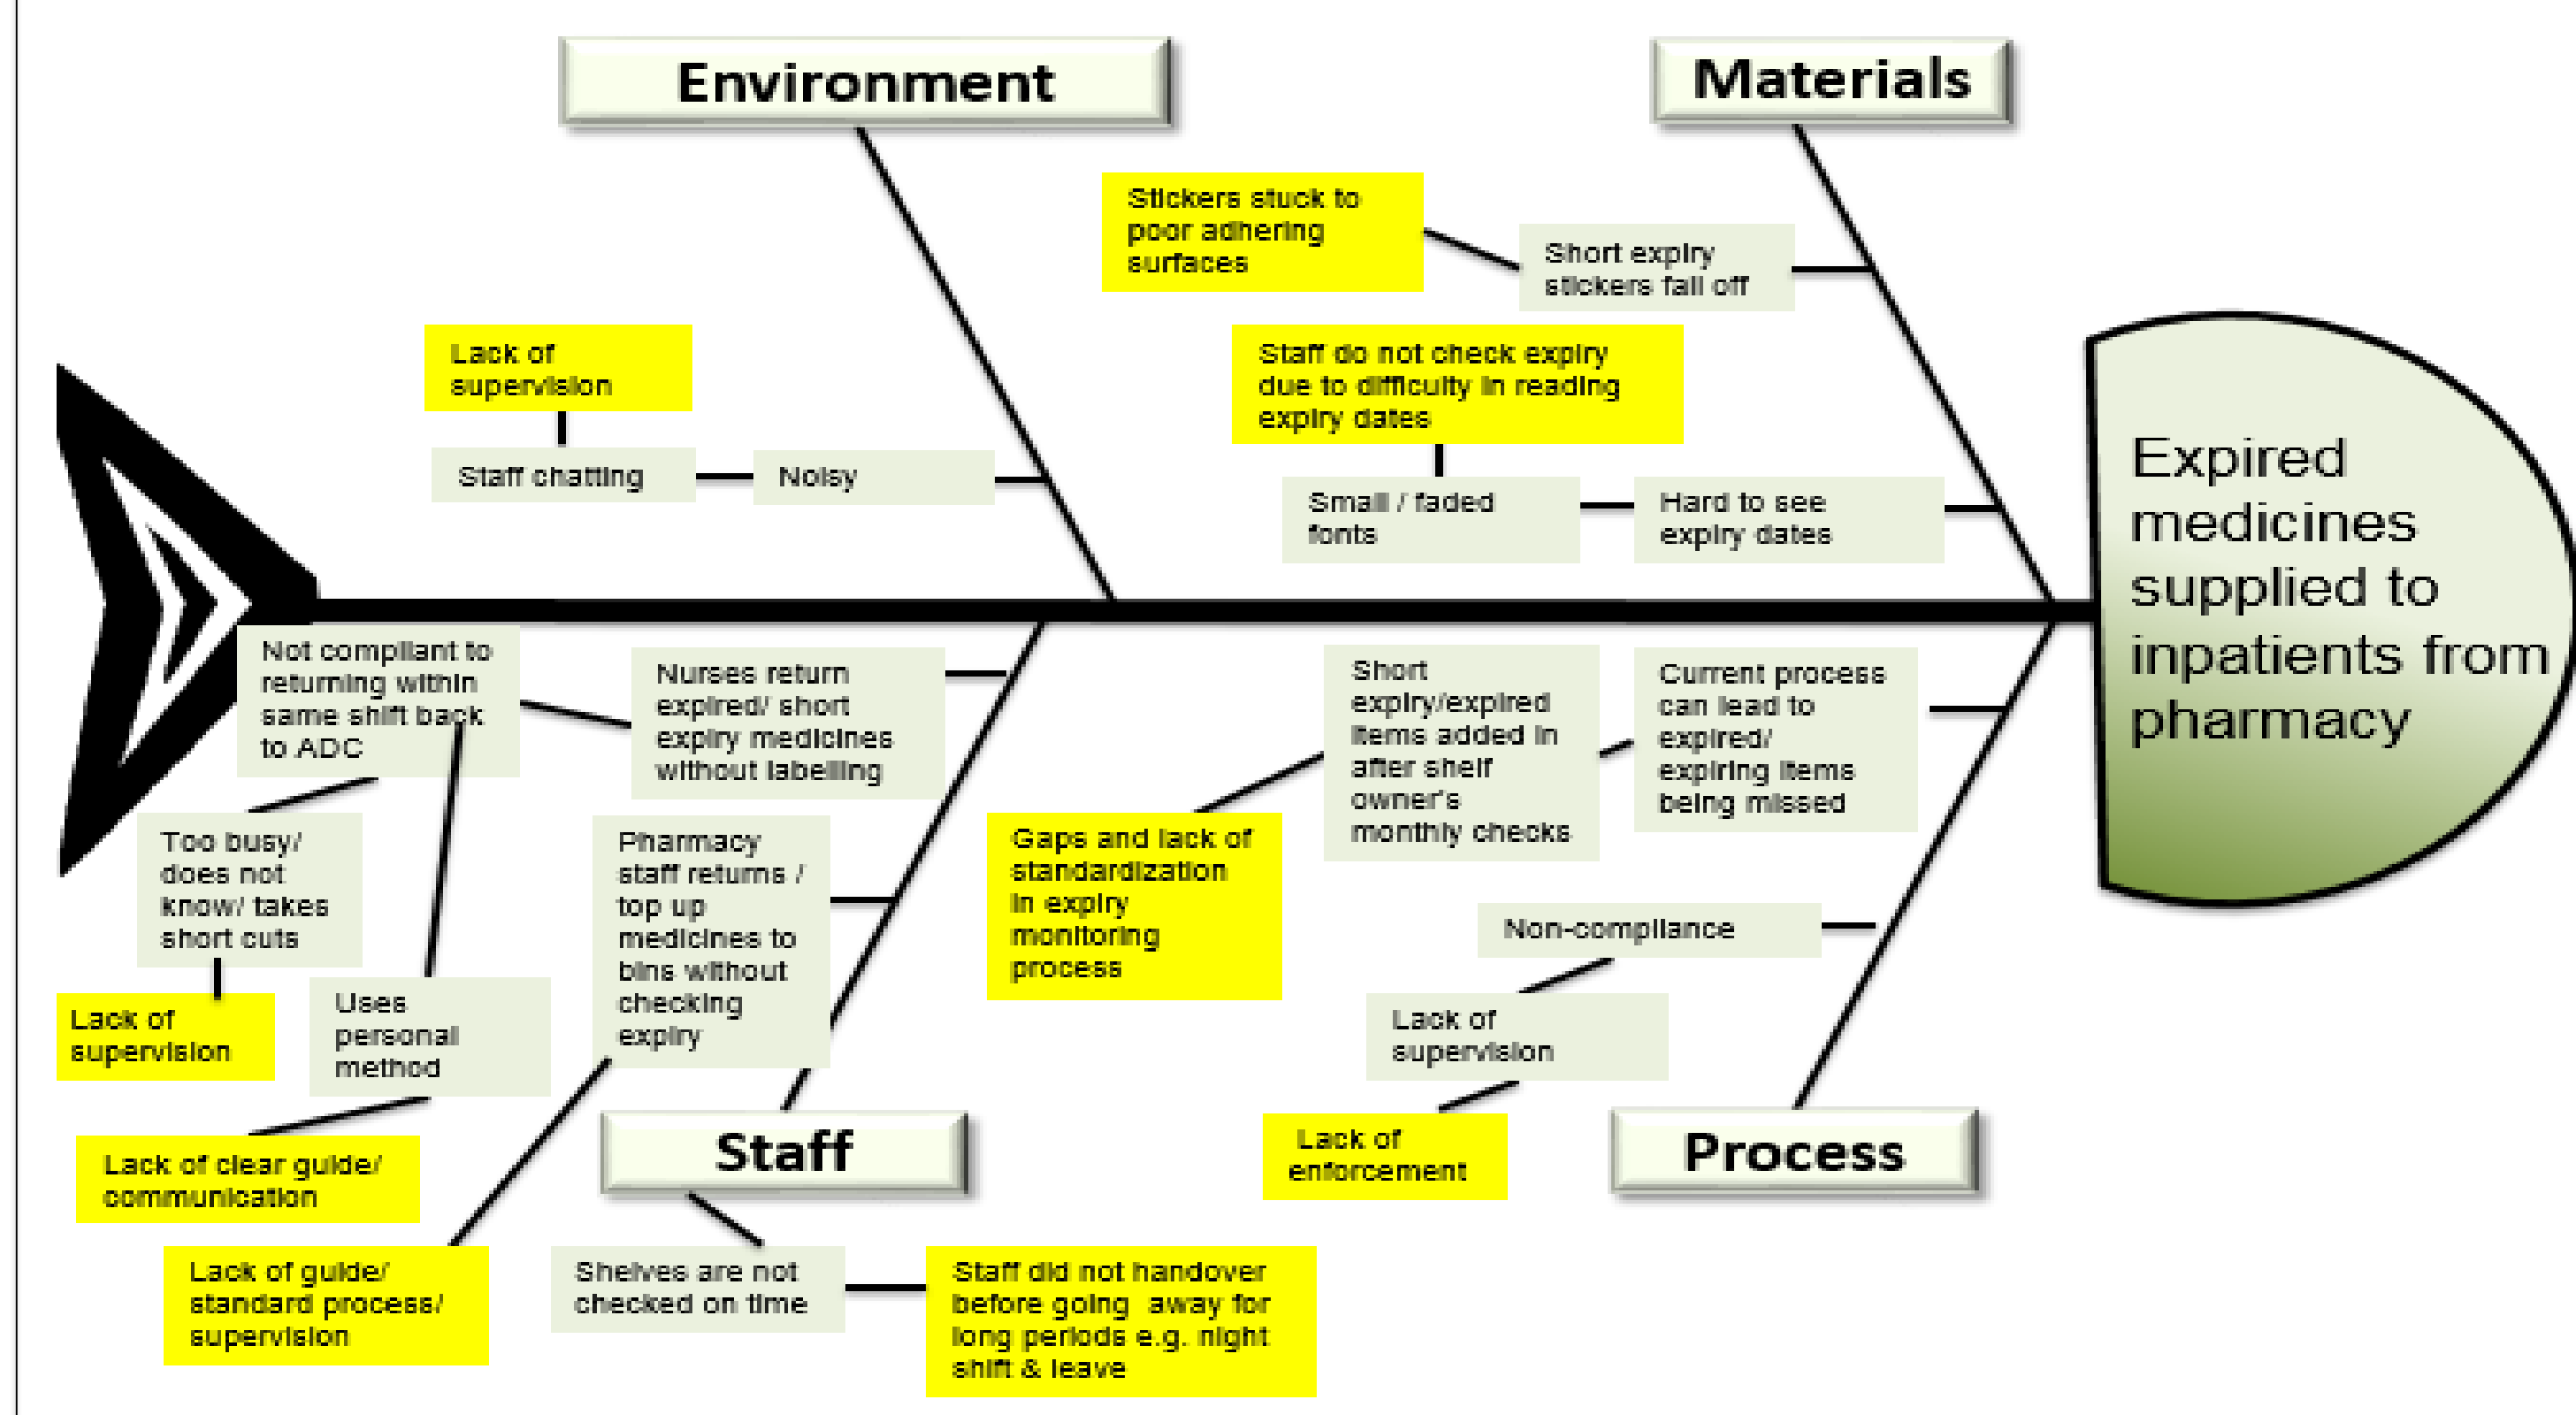 Environment
Materials
Stickers stuck to
poor adhering
surfaces
Short expiry
stickers fall off
Lack of
supervision
Staff do not check expiry
due to difficulty in reading
expiry dates
Staff chatting
Noisy
Small / faded
fonts
Hard to see
expiry dates
Expired
medicines
supplied to
inpatients from
pharmacy
Not compliant to
returning within
same shift back
to ADC
Nurses return
expired/ short
expiry medicines
without labelling
Short
expiry/expired
items added in
after shelf
owner's
monthly checks
Current process
can lead to
expired/
expiring items
being missed
Too busy/
does not
know/ takes
short cuts
Pharmacy
staff returns /
top up
medicines to
bins without
checking
expiry
Gaps and lack of
standardization
in expiry
monitoring
process
Non-compliance
Lack of
supervision
Uses
personal
method
Lack of
supervision
Lack of clear guide/
communication
Staff
Lack of
enforcement
Process
Lack of guide/
standard process/
supervision
Shelves are not
checked on time
Staff did not handover
before going away for
long periods e.g. night
shift & leave